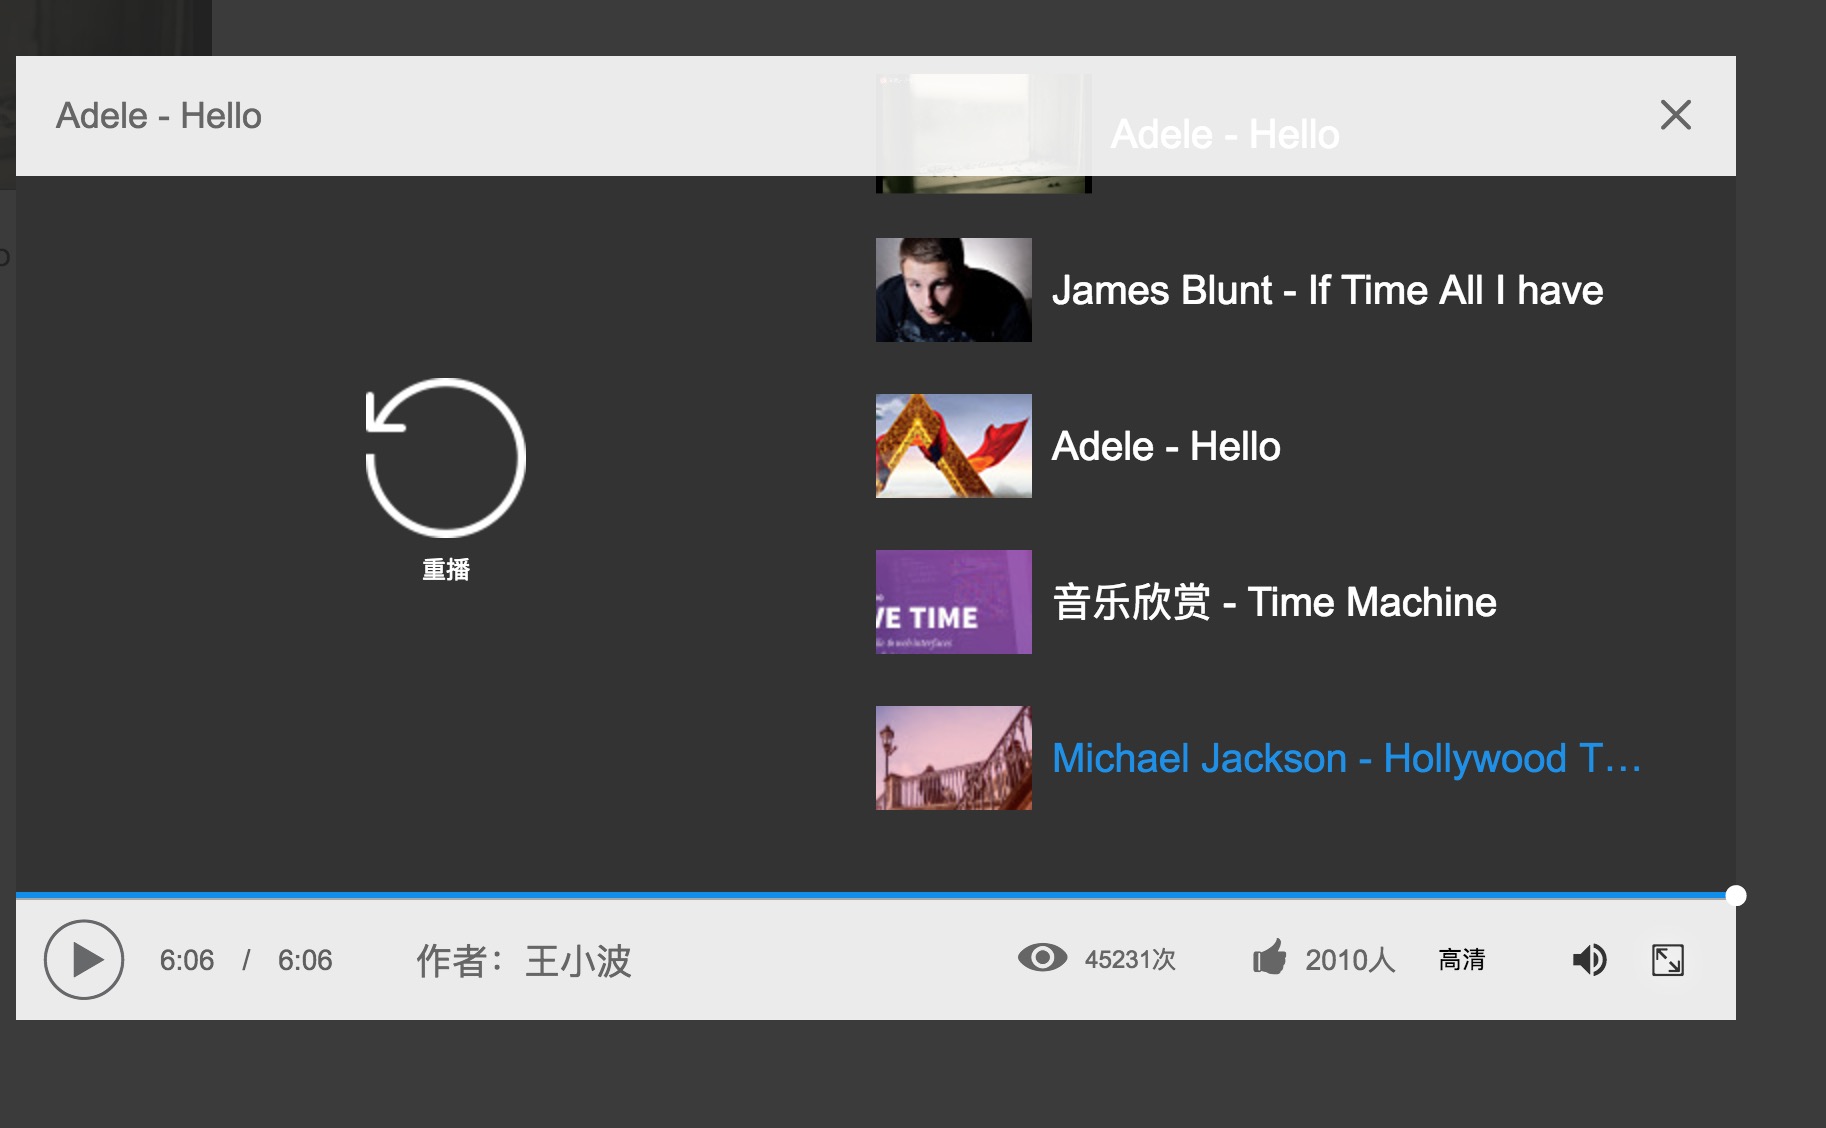 Adele - Hello
Adele - Hello
James Blunt - If Time All I have
Adele - Hello
VE TIME
重播
音乐欣赏 - Time Machine
Michael Jackson - Hollywood T...
6:06 / 6:06
作者：王小波
45231次
2010人
高清